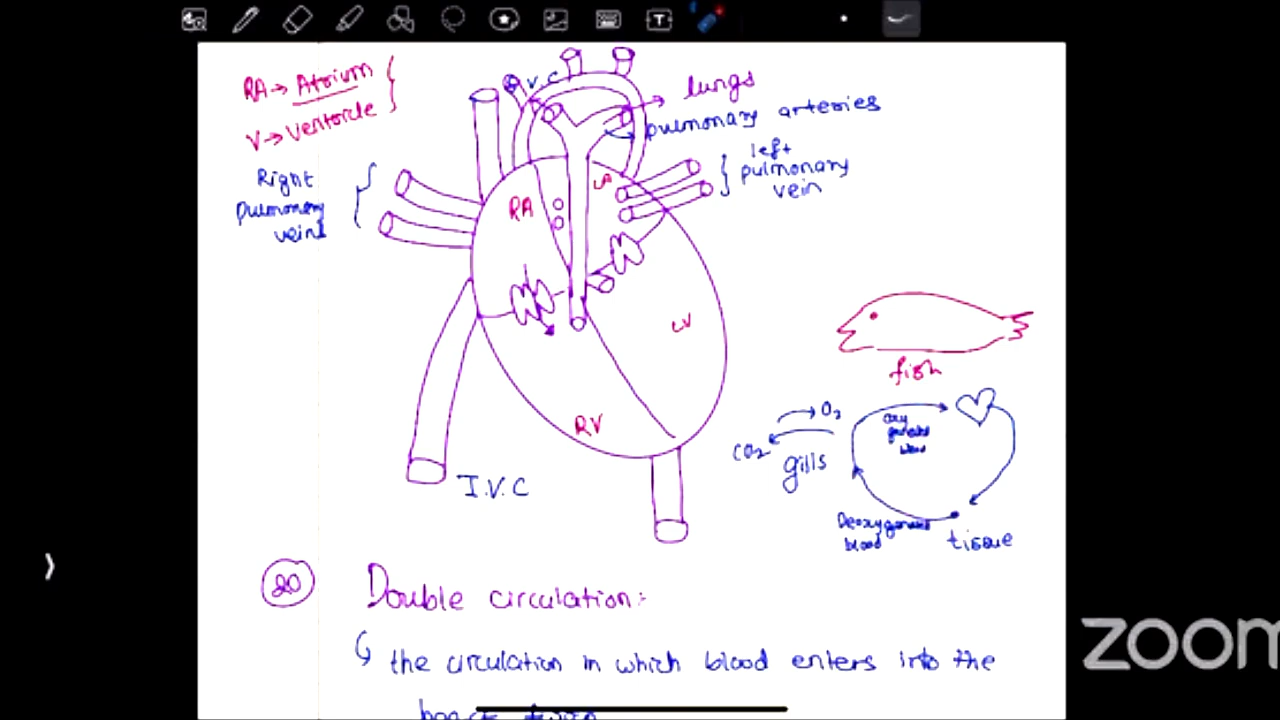 RA→ Atrium
V→ Ventricle
V.C
lungs
pulmonary arteries
left
pulmonary
vein
Right
pulmonary
vein
RA
LA
LV
RV
I.V.C
fish
O2
CO2
gills
blood
Deoxygenated
blood
tissue
20 Double circulation:
the circulation in which blood enters into the
zoom